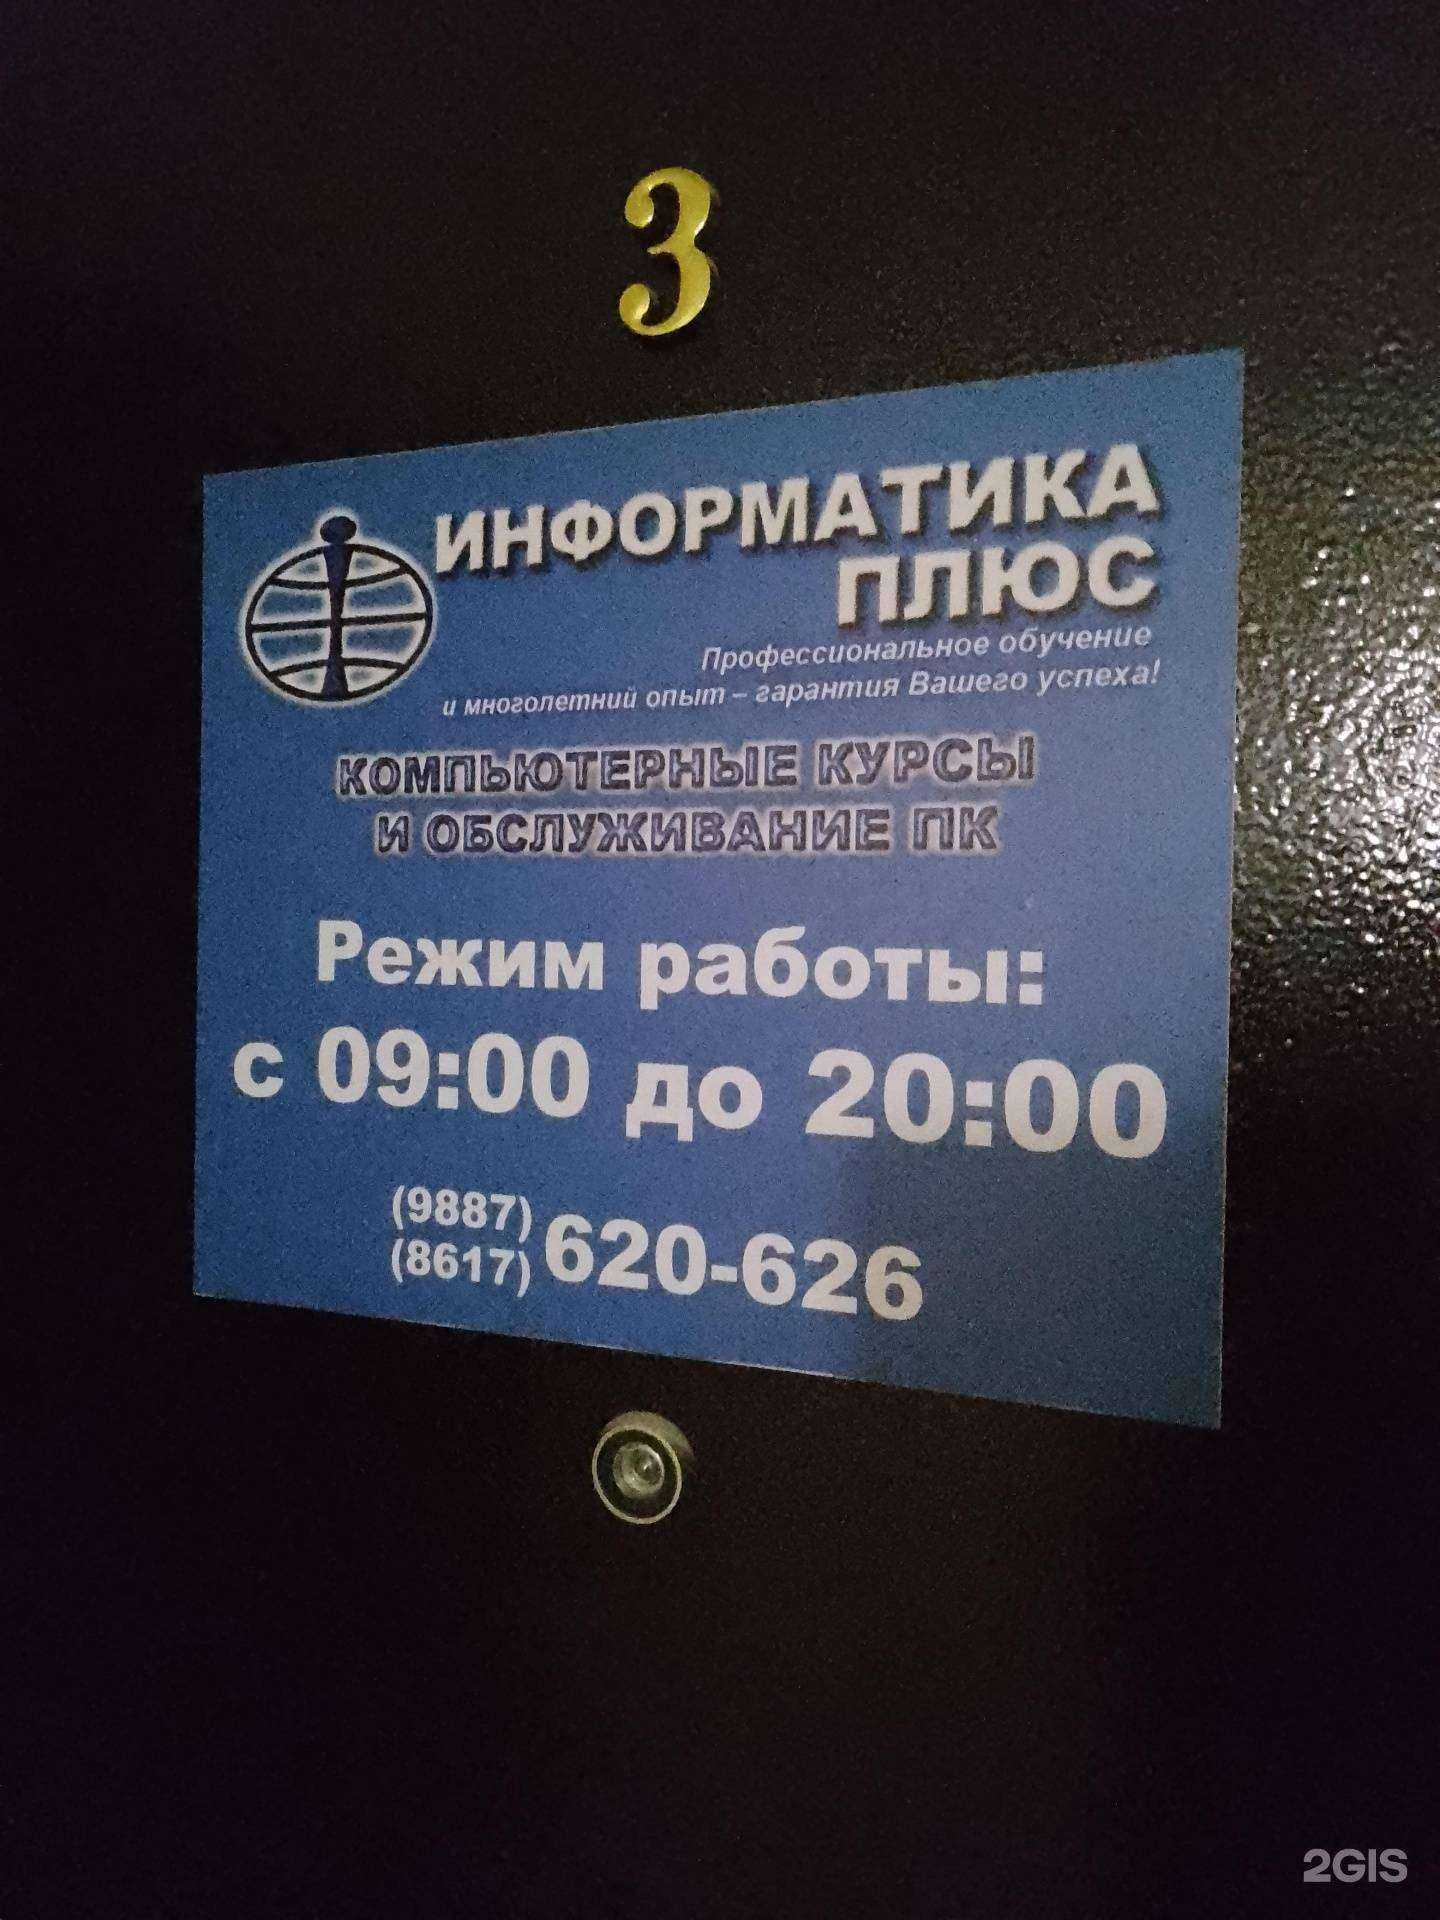 3
ИНФОРМАТИКА
ПЛЮС
Профессиональное обучение
и многолетний опыт – гарантия Вашего успеха!
КОМПЬЮТЕРНЫЕ КУРСЫ
И ОБСЛУЖИВАНИЕ ПК
Режим работы:
с 09:00 до 20:00
(9887)
(8617) 620-626
2GIS